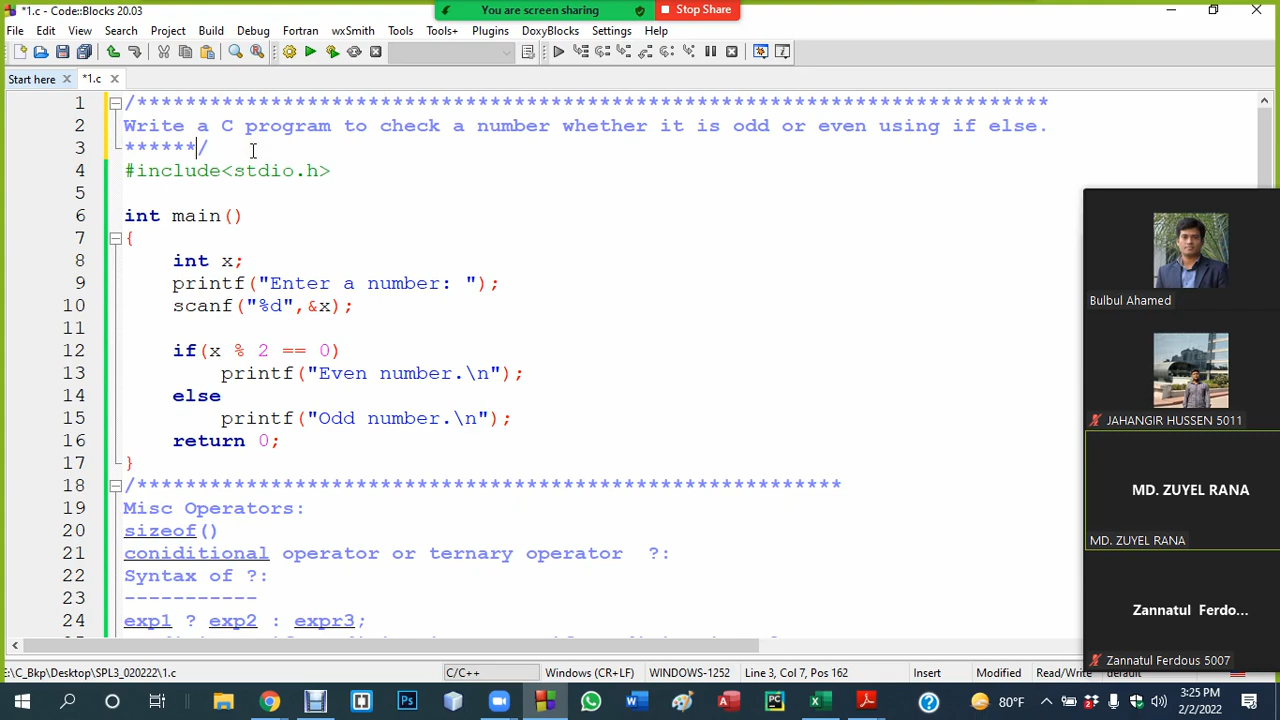 *1.c - Code::Blocks 20.03
You are screen sharing
Stop Share
File Edit View Search Project Build Debug Fortran wxSmith Tools Tools+ Plugins DoxyBlocks Settings Help
Start here
*1.c
1 /***************************************************************************
2 Write a C program to check a number whether it is odd or even using if else.
3 ******/
4 #include<stdio.h>
5
6 int main()
7 {
8 int x;
9 printf("Enter a number: ");
10 scanf("%d",&x);
11
12 if(x % 2 == 0)
13 printf("Even number.\n");
14 else
15 printf("Odd number.\n");
16 return 0;
17 }
18 /**********************************************************
19 Misc Operators:
20 sizeof()
21 coniditional operator or ternary operator ?:
22 Syntax of ?:
23 -----------
24 exp1 ? exp2 : expr3;
Bulbul Ahamed
JAHANGIR HUSSEN 5011
MD. ZUYEL RANA
MD. ZUYEL RANA
Zannatul Ferdo...
Zannatul Ferdous 5007
E:\C_Bkp\Desktop\SPL3_020222\1.c
C/C++
Windows (CR+LF)
WINDOWS-1252
Line 3, Col 7, Pos 162
Insert
Modified
Read/Write
default
80°F
3:25 PM
2/2/2022